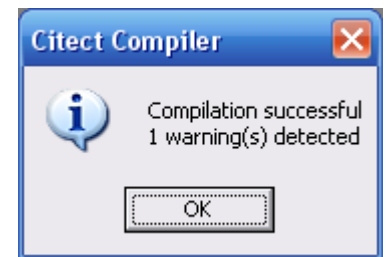 Citect Compiler
Compilation successful
1 warning(s) detected
OK